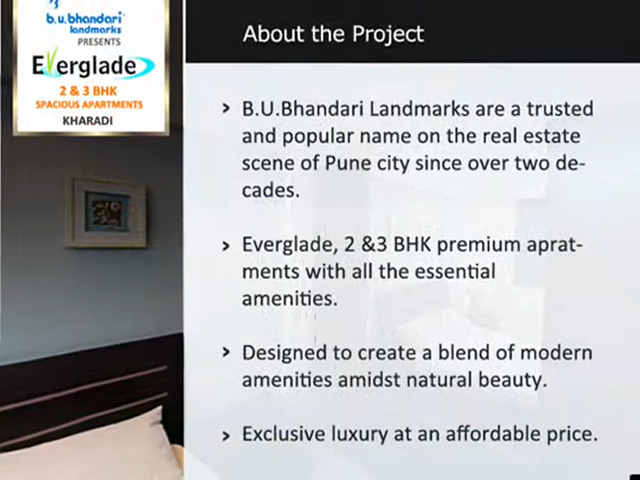 b.u.bhandari
landmarks
PRESENTS
Everglade
2 & 3 BHK
SPACIOUS APARTMENTS
KHARADI
About the Project
B.U.Bhandari Landmarks are a trusted
and popular name on the real estate
scene of Pune city since over two de-
cades.
Everglade, 2 &3 BHK premium aprat-
ments with all the essential
amenities.
Designed to create a blend of modern
amenities amidst natural beauty.
Exclusive luxury at an affordable price.